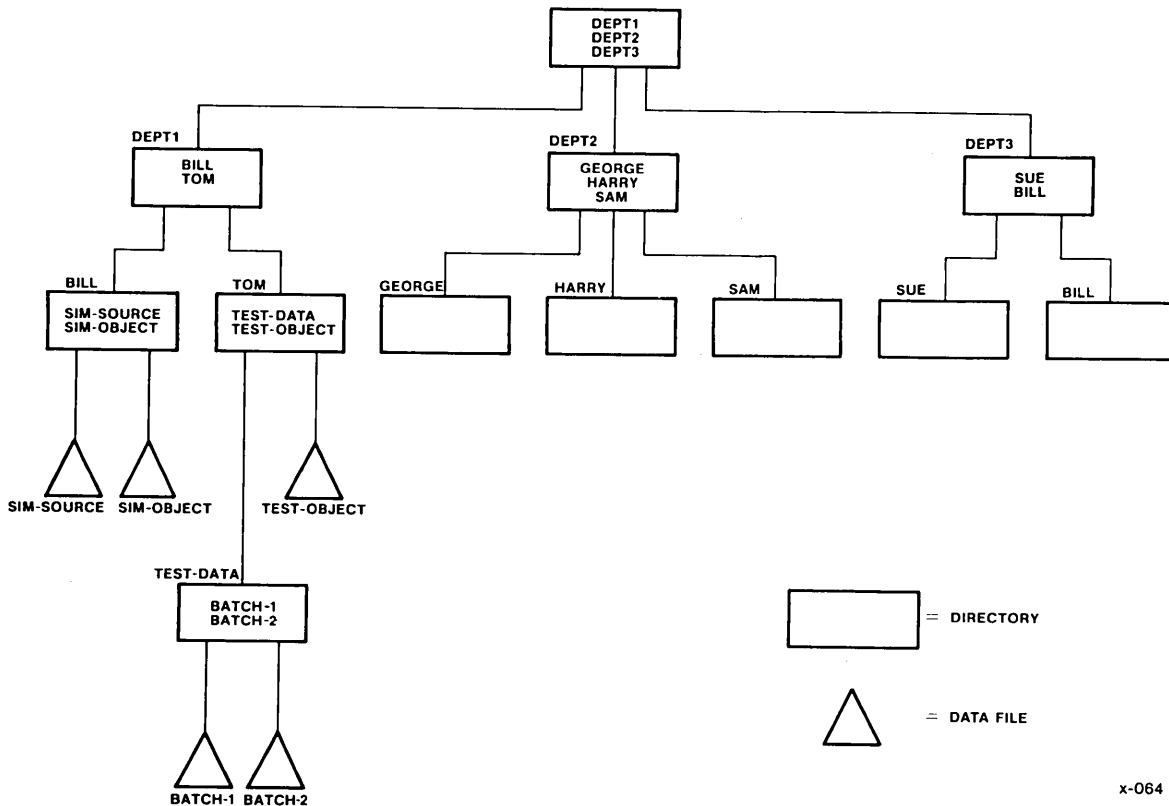 DEPT1
DEPT2
DEPT3
DEPT1
BILL
TOM
DEPT2
GEORGE
HARRY
SAM
DEPT3
SUE
BILL
BILL
SIM-SOURCE
SIM-OBJECT
TOM
TEST-DATA
TEST-OBJECT
GEORGE
HARRY
SAM
SUE
BILL
SIM-SOURCE
SIM-OBJECT
TEST-OBJECT
TEST-DATA
BATCH-1
BATCH-2
BATCH-1
BATCH-2
= DIRECTORY
= DATA FILE
x-064